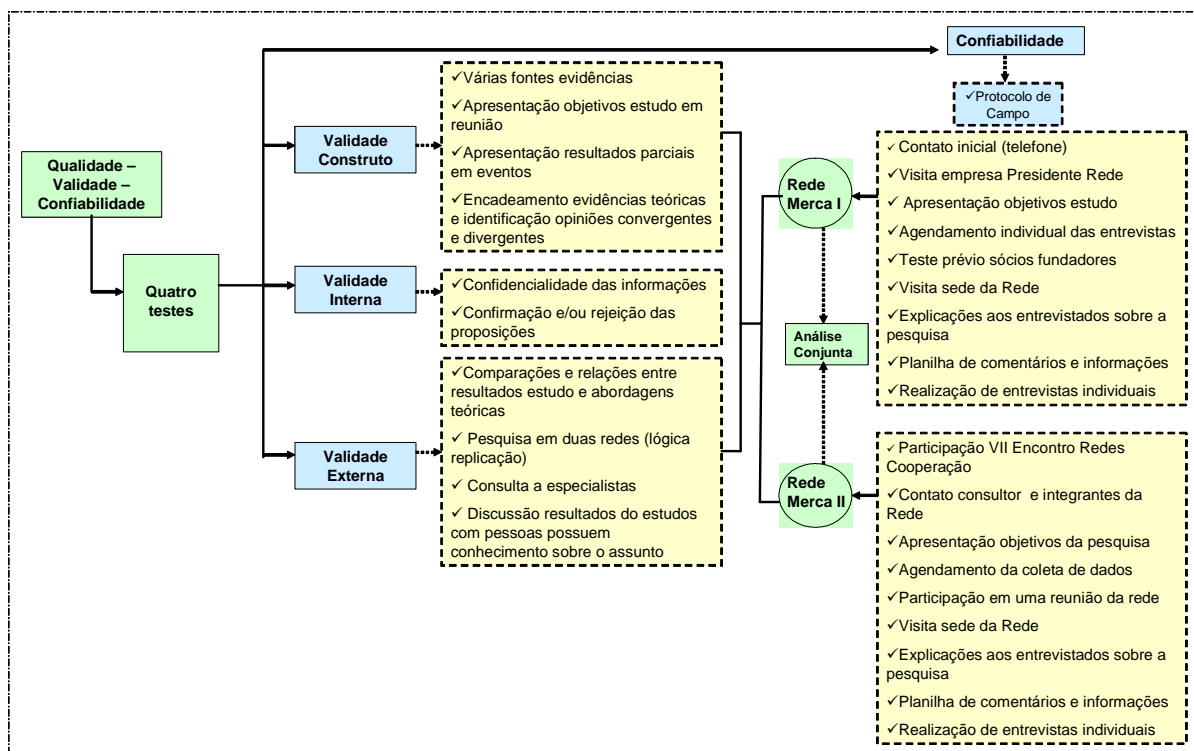 Qualidade –
Validade –
Confiabilidade
Quatro
testes
Validade
Construto
✓Várias fontes evidências
✓Apresentação objetivos estudo em
reunião
✓Apresentação resultados parciais
em eventos
✓Encadeamento evidências teóricas
e identificação opiniões convergentes
e divergentes
Validade
Interna
✓Confidencialidade das informações
✓Confirmação e/ou rejeição das
proposições
Validade
Externa
✓Comparações e relações entre
resultados estudo e abordagens
teóricas
✓ Pesquisa em duas redes (lógica
replicação)
✓ Consulta a especialistas
✓ Discussão resultados do estudos
com pessoas possuem
conhecimento sobre o assunto
Confiabilidade
✓Protocolo de
Campo
Rede
Merca I
Análise
Conjunta
Rede
Merca II
✓Contato inicial (telefone)
✓Visita empresa Presidente Rede
✓ Apresentação objetivos estudo
✓Agendamento individual das entrevistas
✓Teste prévio sócios fundadores
✓Visita sede da Rede
✓Explicações aos entrevistados sobre a
pesquisa
✓Planilha de comentários e informações
✓Realização de entrevistas individuais
✓Participação VII Encontro Redes
Cooperação
✓Contato consultor e integrantes da
Rede
✓Apresentação objetivos da pesquisa
✓Agendamento da coleta de dados
✓Participação em uma reunião da rede
✓Visita sede da Rede
✓Explicações aos entrevistados sobre a
pesquisa
✓Planilha de comentários e informações
✓Realização de entrevistas individuais